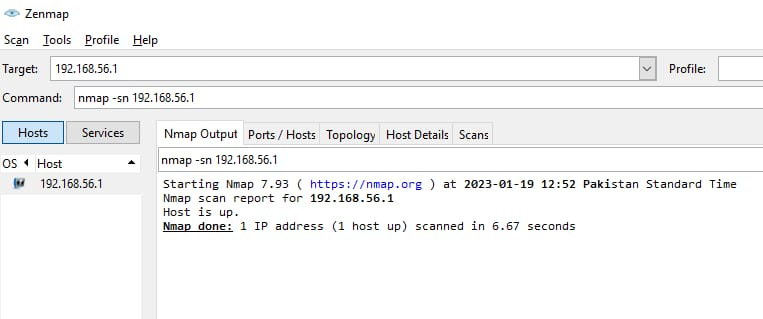 Zenmap
Scan Tools Profile Help
Target: 192.168.56.1 Profile:
Command: nmap -sn 192.168.56.1
Hosts Services Nmap Output Ports / Hosts Topology Host Details Scans
OS Host nmap -sn 192.168.56.1
192.168.56.1
Starting Nmap 7.93 ( https://nmap.org ) at 2023-01-19 12:52 Pakistan Standard Time
Nmap scan report for 192.168.56.1
Host is up.
Nmap done: 1 IP address (1 host up) scanned in 6.67 seconds